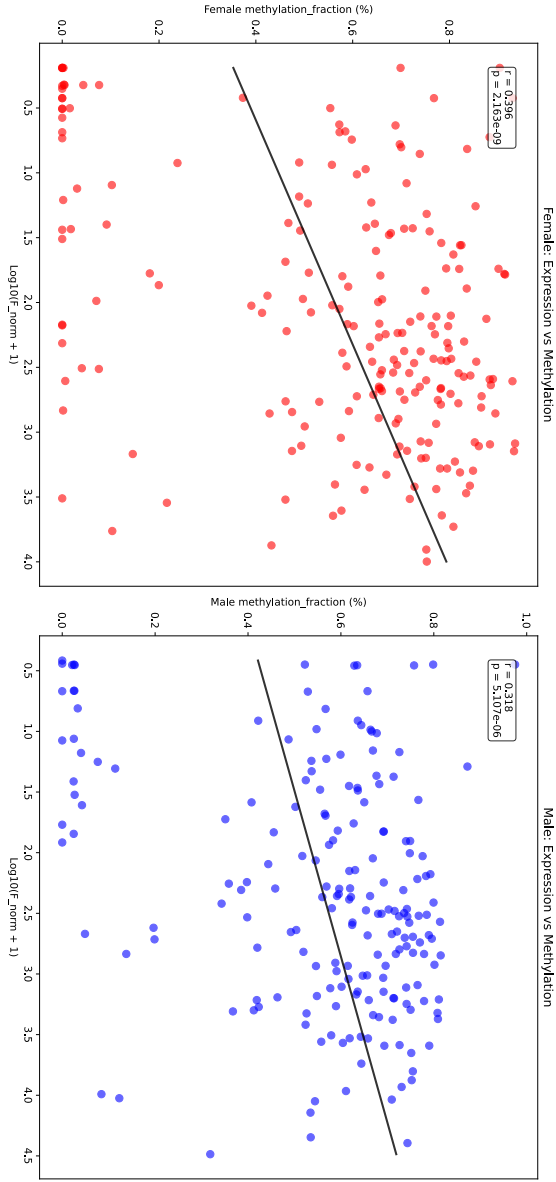 Female: Expression vs Methylation
Female methylation_fraction (%)
0.8
0.6
0.4
0.2
0.0
r = 0.396
p = 2.163e-09
0.5
1.0
1.5
2.0
2.5
3.0
3.5
4.0
Log10(F_norm + 1)
Male: Expression vs Methylation
Male methylation_fraction (%)
1.0
0.8
0.6
0.4
0.2
0.0
r = 0.318
p = 5.107e-06
0.5
1.0
1.5
2.0
2.5
3.0
3.5
4.0
4.5
Log10(F_norm + 1)